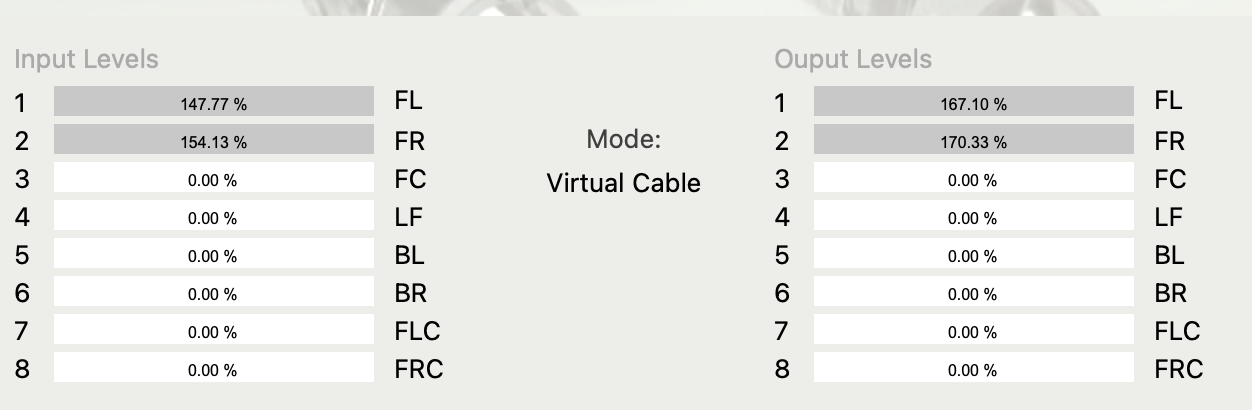 Input Levels
1 147.77 % FL
2 154.13 % FR
3 0.00 % FC
4 0.00 % LF
5 0.00 % BL
6 0.00 % BR
7 0.00 % FLC
8 0.00 % FRC
Mode:
Virtual Cable
Ouput Levels
1 167.10 % FL
2 170.33 % FR
3 0.00 % FC
4 0.00 % LF
5 0.00 % BL
6 0.00 % BR
7 0.00 % FLC
8 0.00 % FRC